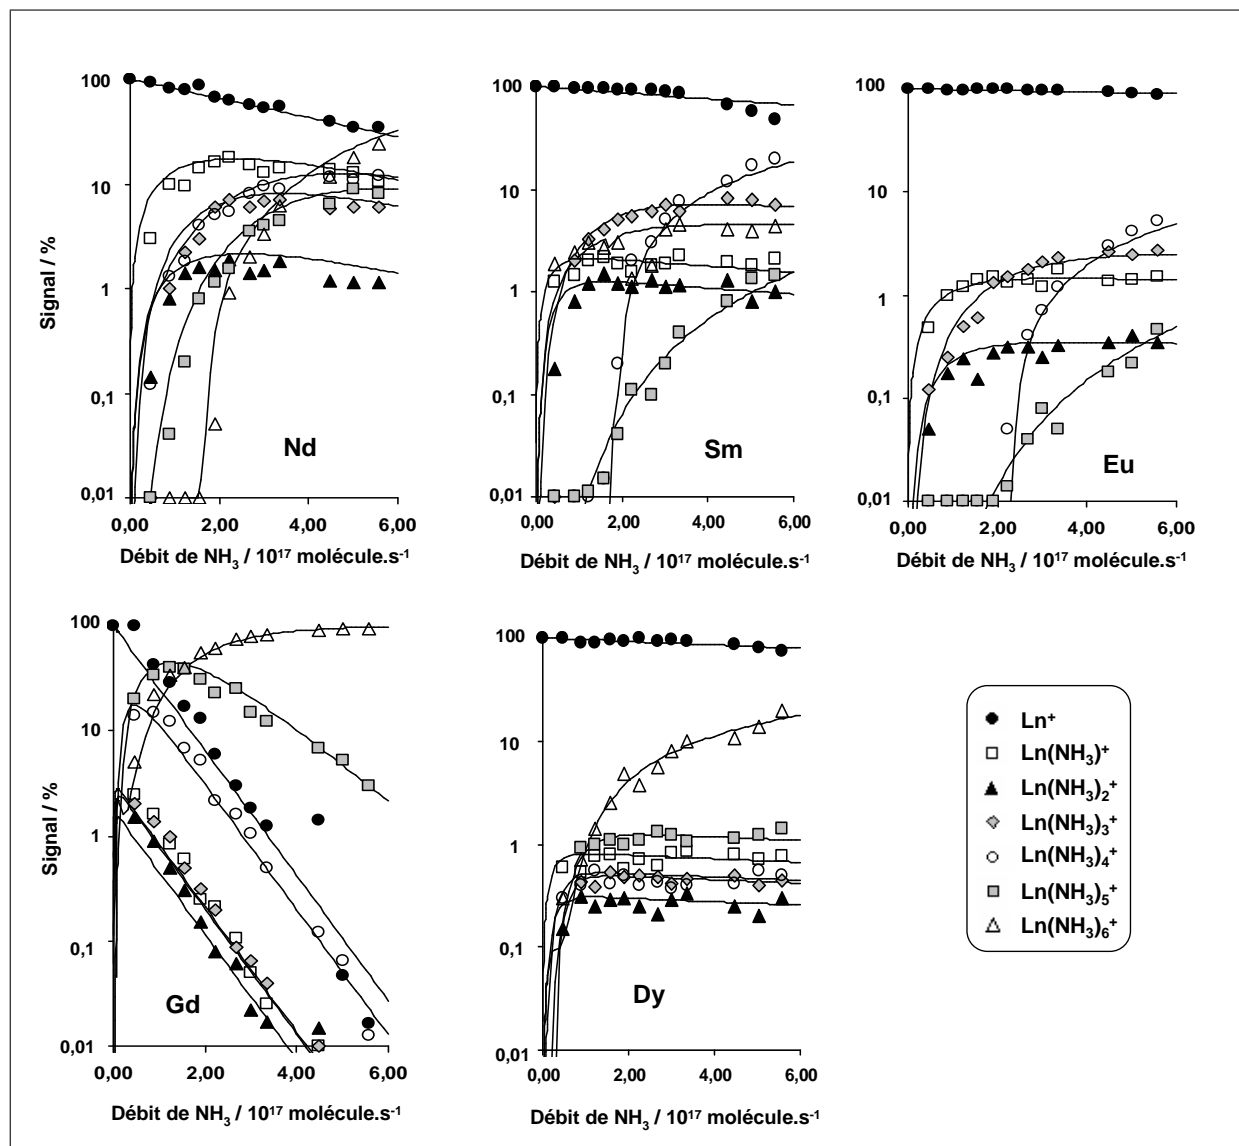 100
10
1
0,1
0,01
Signal / %
Nd
0,00 2,00 4,00 6,00
Débit de NH3 / 10¹⁷ molécule.s⁻¹
100
10
1
0,1
0,01
Sm
0,00 2,00 4,00 6,00
Débit de NH3 / 10¹⁷ molécule.s⁻¹
100
10
1
0,1
0,01
Eu
0,00 2,00 4,00 6,00
Débit de NH3 / 10¹⁷ molécule.s⁻¹
100
10
1
0,1
0,01
Signal / %
Gd
0,00 2,00 4,00 6,00
Débit de NH3 / 10¹⁷ molécule.s⁻¹
100
10
1
0,1
0,01
Dy
0,00 2,00 4,00 6,00
Débit de NH3 / 10¹⁷ molécule.s⁻¹
Ln⁺
Ln(NH₃)⁺
Ln(NH₃)₂⁺
Ln(NH₃)₃⁺
Ln(NH₃)₄⁺
Ln(NH₃)₅⁺
Ln(NH₃)₆⁺